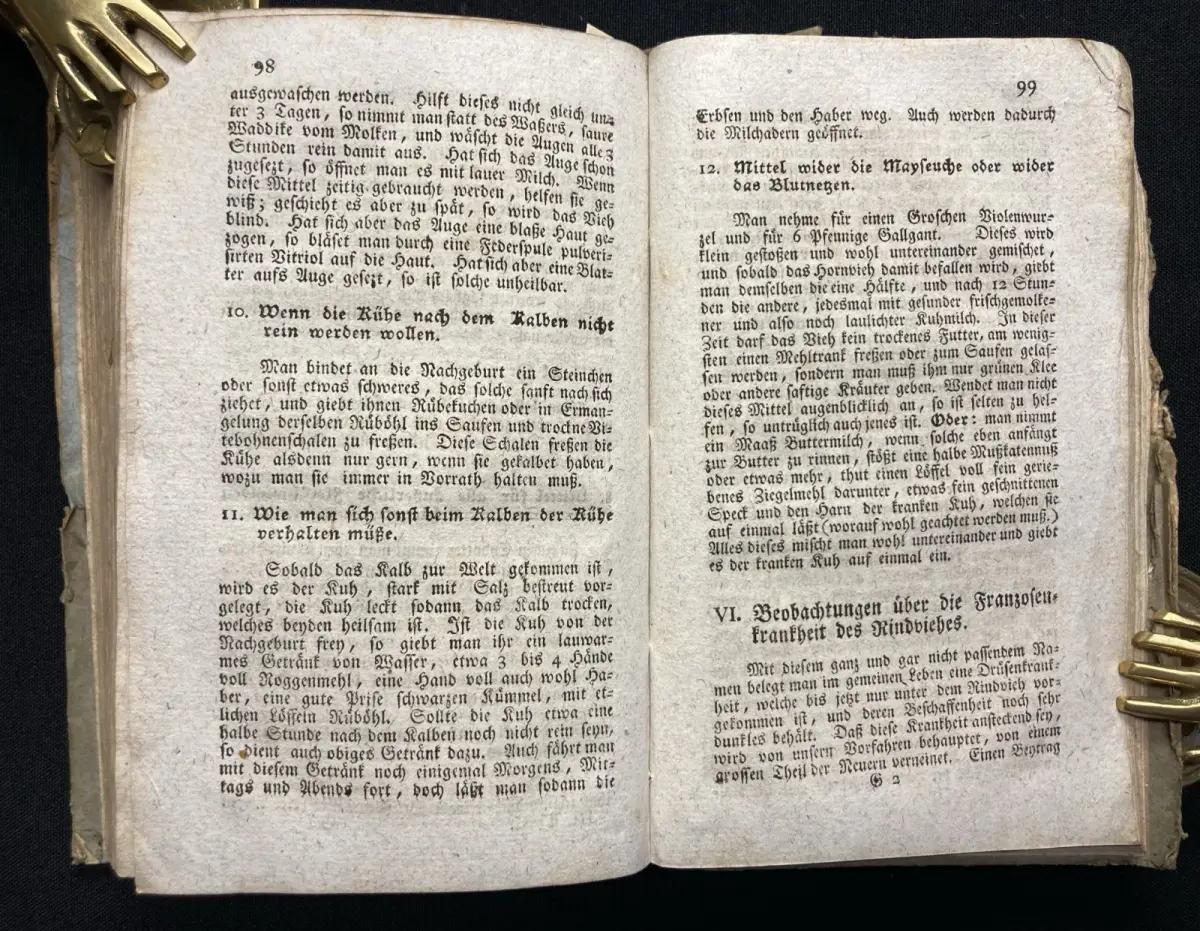 98
ausgewaschen werden. Hilft dieses nicht gleich un=
ter 3 Tagen, so nimmt man statt des Waßers, saure
Waddike vom Molken, und wäscht die Augen alle 3
Stunden rein damit aus. Hat sich das Auge schon
zugesezt, so öffnet man es mit lauer Milch. Wenn
diese Mittel zeitig gebraucht werden, helfen sie ge=
wiß; geschieht es aber zu spät, so wird das Vieh
blind. Hat sich aber das Auge eine blaße Haut ge=
zogen, so bläset man durch eine Federspule pulveri=
sirten Vitriol auf die Haut. Hat sich aber eine Blat=
ter aufs Auge gesezt, so ist solche unheilbar.
10. Wenn die Kühe nach dem Kalben nicht
rein werden wollen.
Man bindet an die Nachgeburt ein Steinchen
oder sonst etwas schweres, das solche sanft nach sich
ziehet, und giebt ihnen Rübekuchen oder in Erman=
gelung derselben Rüböhl ins Saufen und trockne Vi=
tebohnenschalen zu freßen. Diese Schalen freßen die
Kühe alsdenn nur gern, wenn sie gekalbet haben,
wozu man sie immer in Vorrath halten muß.
11. Wie man sich sonst beim Kalben der Kühe
verhalten müße.
Sobald das Kalb zur Welt gekommen ist,
wird es der Kuh, stark mit Salz bestreut vor=
gelegt, die Kuh leckt sodann das Kalb trocken,
welches beyden heilsam ist. Ist die Kuh von der
Nachgeburt frey, so giebt man ihr ein lauwar=
mes Getränk von Wasser, etwa 3 bis 4 Hände
voll Roggenmehl, eine Hand voll auch wohl Ha=
ber, eine gute Prise schwarzen Kümmel, mit et=
lichen Lösseln Rüböhl. Sollte die Kuh etwa eine
halbe Stunde nach dem Kalben noch nicht rein seyn,
so dient auch obiges Getränk dazu. Auch fährt man
mit diesem Getränk noch einigemal Morgens, Mit=
tags und Abends fort, doch läßt man sodann die
99
Erbsen und den Haber weg. Auch werden dadurch
die Milchadern geöffnet.
12. Mittel wider die Mayseuche oder wider
das Blutnetzen.
Man nehme für einen Groschen Violenwur=
zel und für 6 Pfennige Gallgant. Dieses wird
klein gestoßen und wohl untereinander gemischet,
und sobald das Hornvieh damit befallen wird, giebt
man demselben die eine Hälfte, und nach 12 Stun=
den die andere, jedesmal mit gesunder frischgemolke=
ner und also noch laulichter Kuhmilch. In dieser
Zeit darf das Vieh kein trockenes Futter, am wenig=
sten einen Mehltrank freßen oder zum Saufen gelas=
sen werden, sondern man muß ihm nur grünen Klee
oder andere saftige Kräuter geben. Wendet man nicht
dieses Mittel augenblicklich an, so ist selten zu hel=
fen, so untrüglich auch jenes ist. Oder: man nimmt
ein Maaß Buttermilch, wenn solche eben anfängt
zur Butter zu rinnen, stößt eine halbe Mußkatennuß
oder etwas mehr, thut einen Löffel voll fein gerie=
benes Ziegelmehl darunter, etwas fein geschnittenen
Speck und den Harn der kranken Kuh, welchen sie
auf einmal läßt (worauf wohl geachtet werden muß.)
Alles dieses mischt man wohl untereinander und giebt
es der kranken Kuh auf einmal ein.
VI. Beobachtungen über die Franzosen=
krankheit des Rindviehes.
Mit diesem ganz und gar nicht passendem Na=
men belegt man im gemeinen Leben eine Drüsenkrank=
heit, welche bis jetzt nur unter dem Rindvieh vor=
gekommen ist, und deren Beschaffenheit noch sehr
dunkles behält. Daß diese Krankheit ansteckend sey,
wird von unsern Vorfahren behauptet, von einem
grossen Theil der Neuern verneinet. Einen Beytrag
G 2